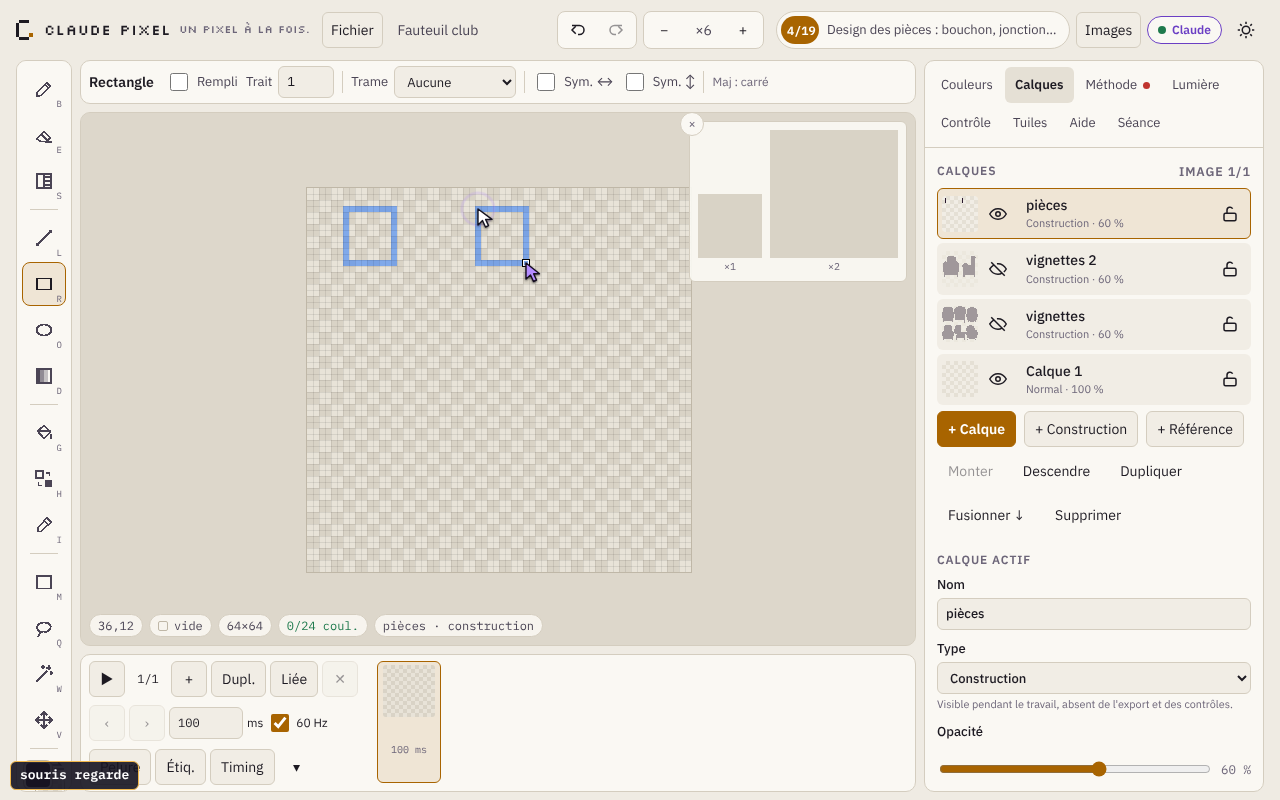 CLAUDE PIXEL UN PIXEL À LA FOIS. Fichier Fauteuil club − ×6 + 4/19 Design des pièces : bouchon, jonction… Images Claude
Rectangle Rempli Trait 1 Trame Aucune Sym. ↔ Sym. ↕ Maj : carré
B
E
S
L
R
O
D
G
H
I
M
Q
W
V
×
×1 ×2
36,12 vide 64×64 0/24 coul. pièces · construction
1/1 + Dupl. Liée ×
‹ › 100 ms 60 Hz
Étiq. Timing ▼
100 ms
souris regarde
Couleurs Calques Méthode Lumière
Contrôle Tuiles Aide Séance
CALQUES IMAGE 1/1
pièces
Construction · 60 %
vignettes 2
Construction · 60 %
vignettes
Construction · 60 %
Calque 1
Normal · 100 %
+ Calque + Construction + Référence
Monter Descendre Dupliquer
Fusionner ↓ Supprimer
CALQUE ACTIF
Nom
pièces
Type
Construction
Visible pendant le travail, absent de l'export et des contrôles.
Opacité
60 %